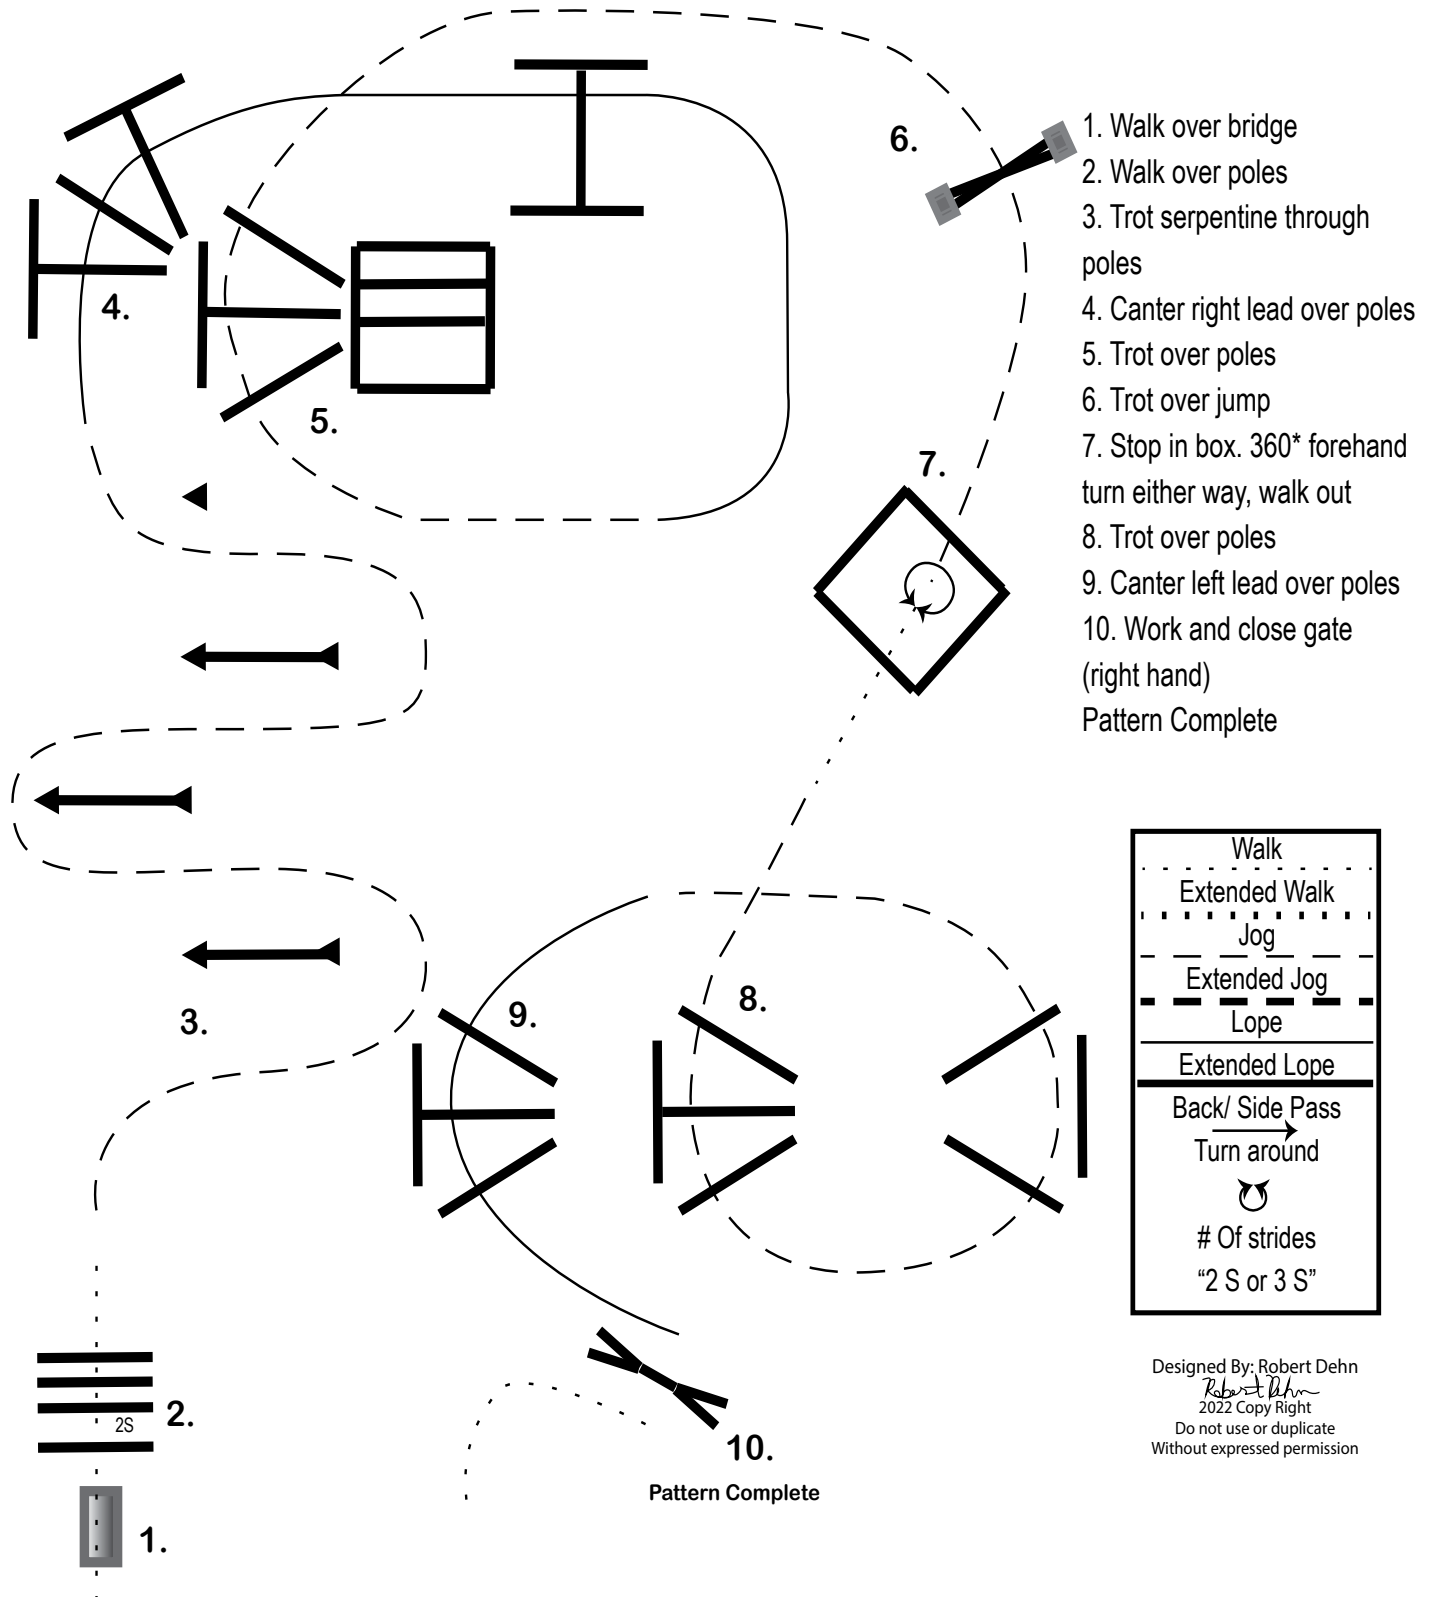 1. Walk over bridge
2. Walk over poles
3. Trot serpentine through
poles
4. Canter right lead over poles
5. Trot over poles
6. Trot over jump
7. Stop in box. 360* forehand
turn either way, walk out
8. Trot over poles
9. Canter left lead over poles
10. Work and close gate
(right hand)
Pattern Complete
6.
4.
5.
7.
3.
9.
8.
2S
2.
10.
Pattern Complete
1.
Walk
Extended Walk
Jog
Extended Jog
Lope
Extended Lope
Back/ Side Pass
Turn around
# Of strides
“2 S or 3 S”
Designed By: Robert Dehn
Robert Dehn
2022 Copy Right
Do not use or duplicate
Without expressed permission